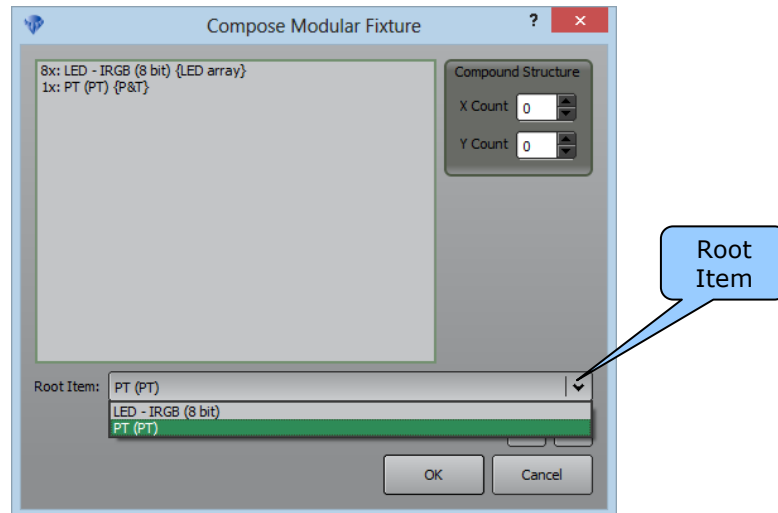 Compose Modular Fixture
?
8x: LED - IRGB (8 bit) {LED array}
1x: PT (PT) {P&T}
Compound Structure
X Count 0
Y Count 0
Root
Item
Root Item: PT (PT)
LED - IRGB (8 bit)
PT (PT)
OK Cancel